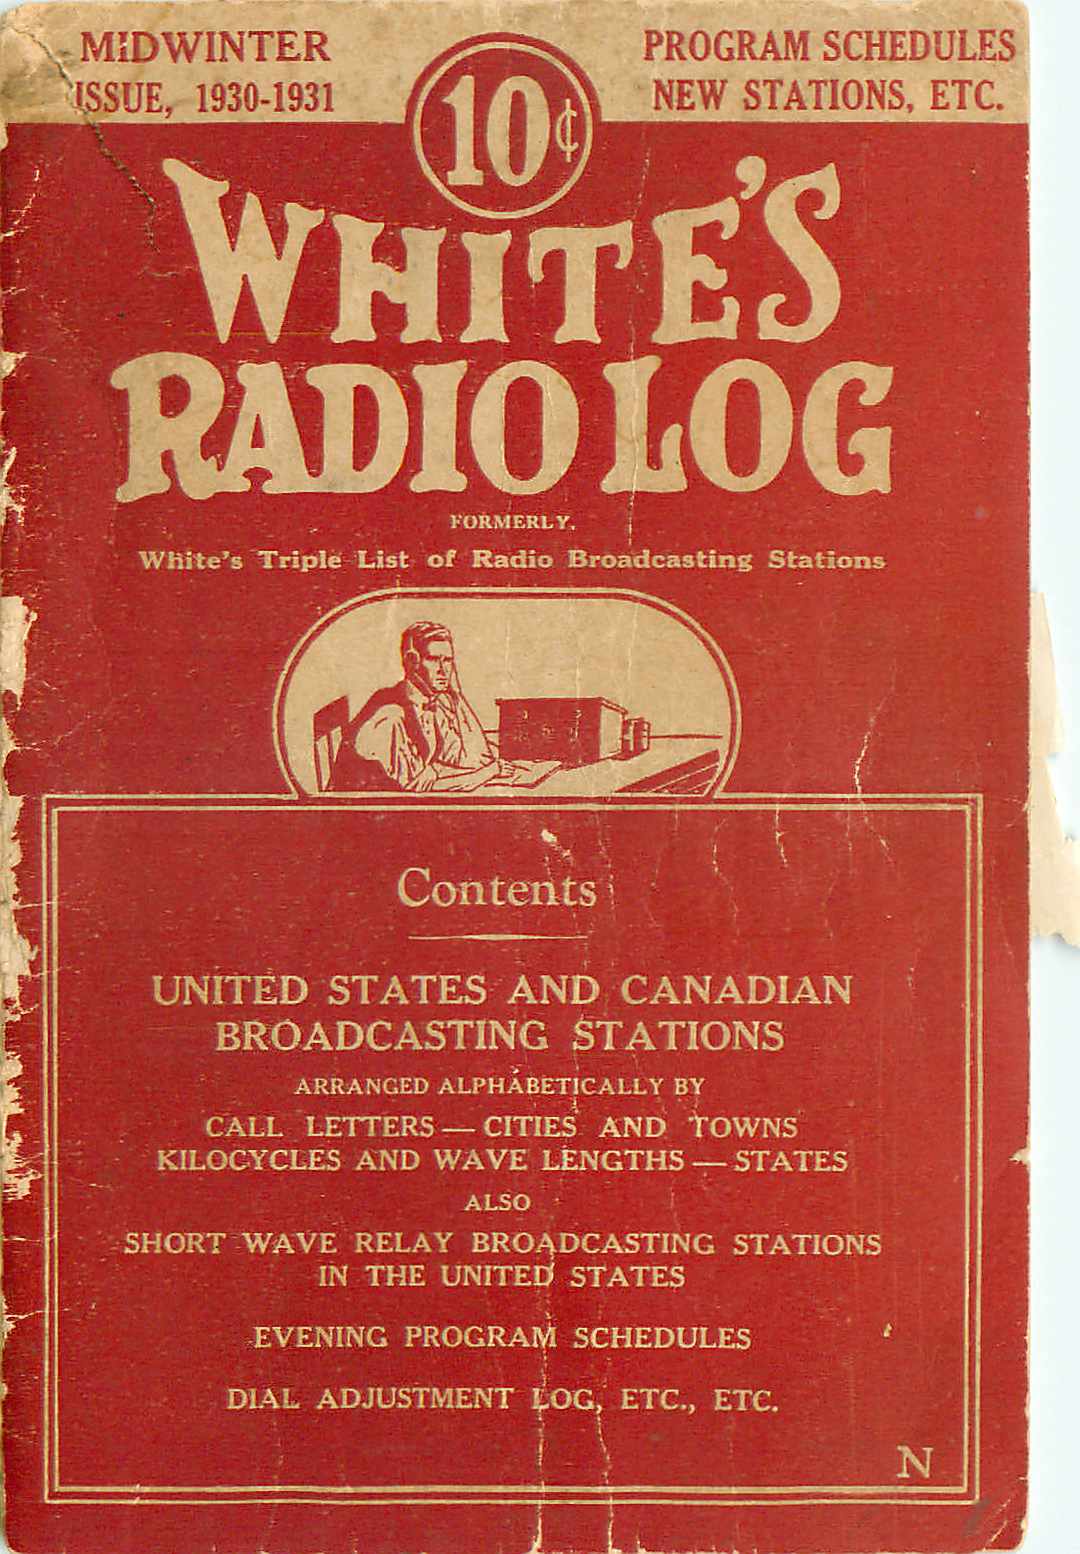 MIDWINTER
ISSUE, 1930-1931
10¢
PROGRAM SCHEDULES
NEW STATIONS, ETC.
WHITE'S
RADIO LOG
FORMERLY,
White's Triple List of Radio Broadcasting Stations
Contents
UNITED STATES AND CANADIAN
BROADCASTING STATIONS
ARRANGED ALPHABETICALLY BY
CALL LETTERS — CITIES AND TOWNS
KILOCYCLES AND WAVE LENGTHS — STATES
ALSO
SHORT WAVE RELAY BROADCASTING STATIONS
IN THE UNITED STATES
EVENING PROGRAM SCHEDULES
DIAL ADJUSTMENT LOG, ETC., ETC.
N